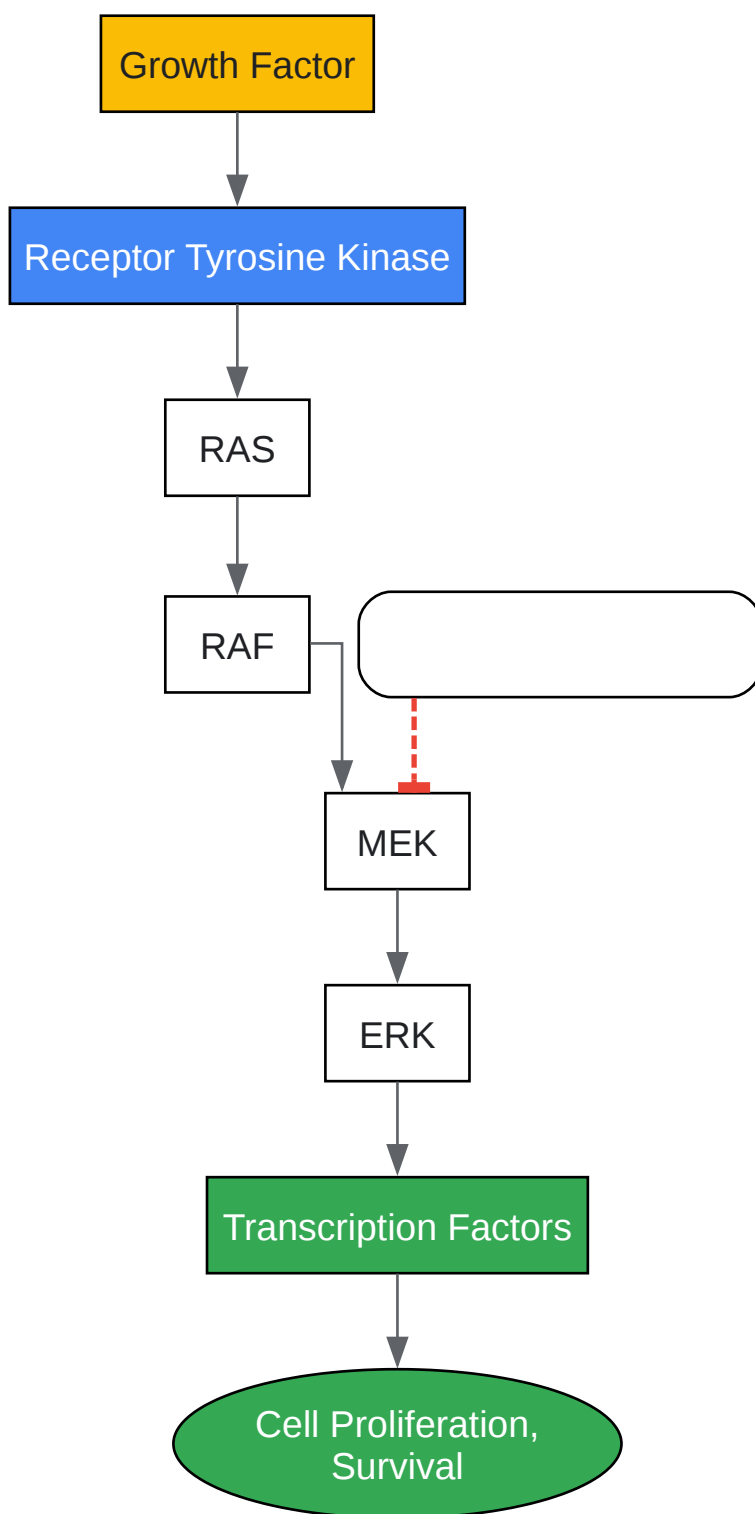 Growth Factor
Receptor Tyrosine Kinase
RAS
RAF
MEK
ERK
Transcription Factors
Cell Proliferation,
Survival